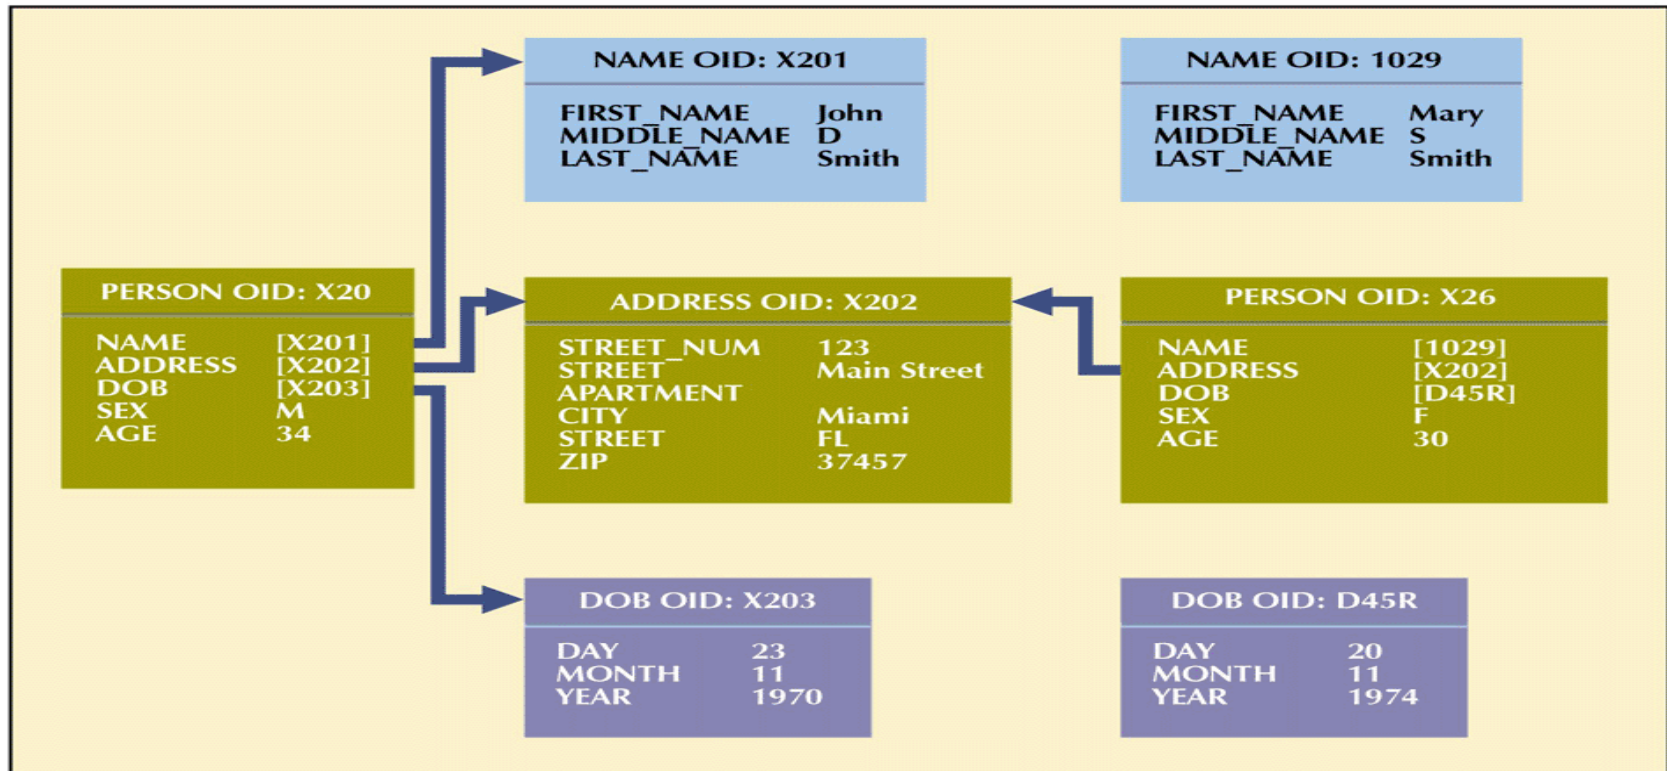 NAME OID: X201
FIRST_NAME John
MIDDLE_NAME D
LAST_NAME Smith
NAME OID: 1029
FIRST_NAME Mary
MIDDLE_NAME S
LAST_NAME Smith
PERSON OID: X20
NAME [X201]
ADDRESS [X202]
DOB [X203]
SEX M
AGE 34
ADDRESS OID: X202
STREET_NUM 123
STREET Main Street
APARTMENT
CITY Miami
STREET FL
ZIP 37457
PERSON OID: X26
NAME [1029]
ADDRESS [X202]
DOB [D45R]
SEX F
AGE 30
DOB OID: X203
DAY 23
MONTH 11
YEAR 1970
DOB OID: D45R
DAY 20
MONTH 11
YEAR 1974